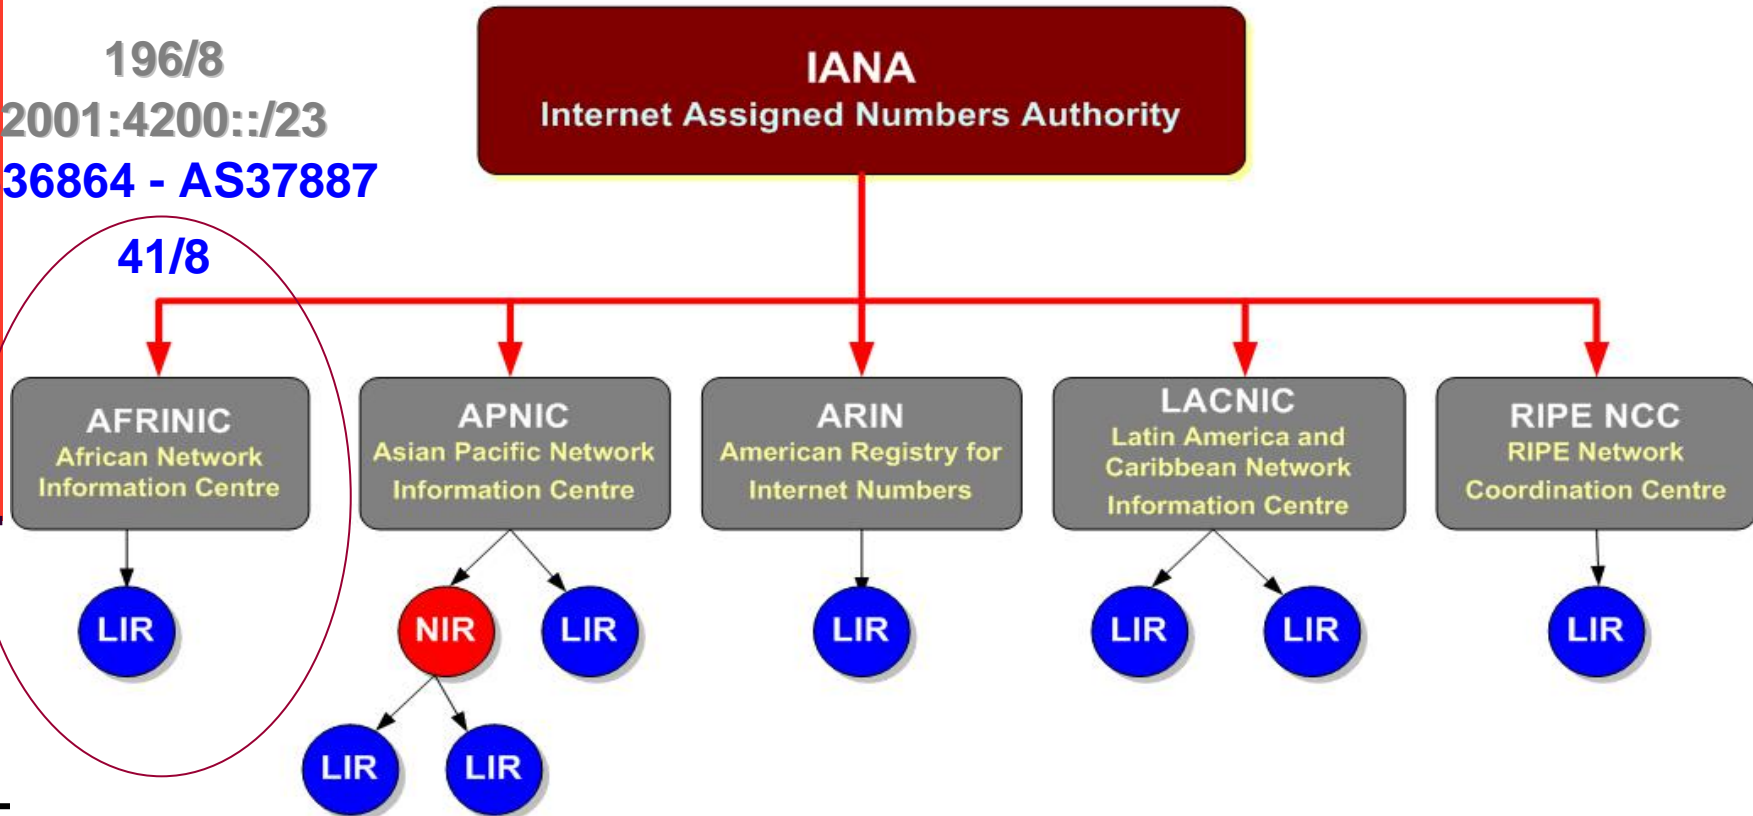 196/8
2001:4200::/23
36864 - AS37887
41/8
IANA
Internet Assigned Numbers Authority
AFRINIC
African Network
Information Centre
APNIC
Asian Pacific Network
Information Centre
ARIN
American Registry for
Internet Numbers
LACNIC
Latin America and
Caribbean Network
Information Centre
RIPE NCC
RIPE Network
Coordination Centre
LIR
NIR
LIR
LIR
LIR
LIR
LIR
LIR
LIR